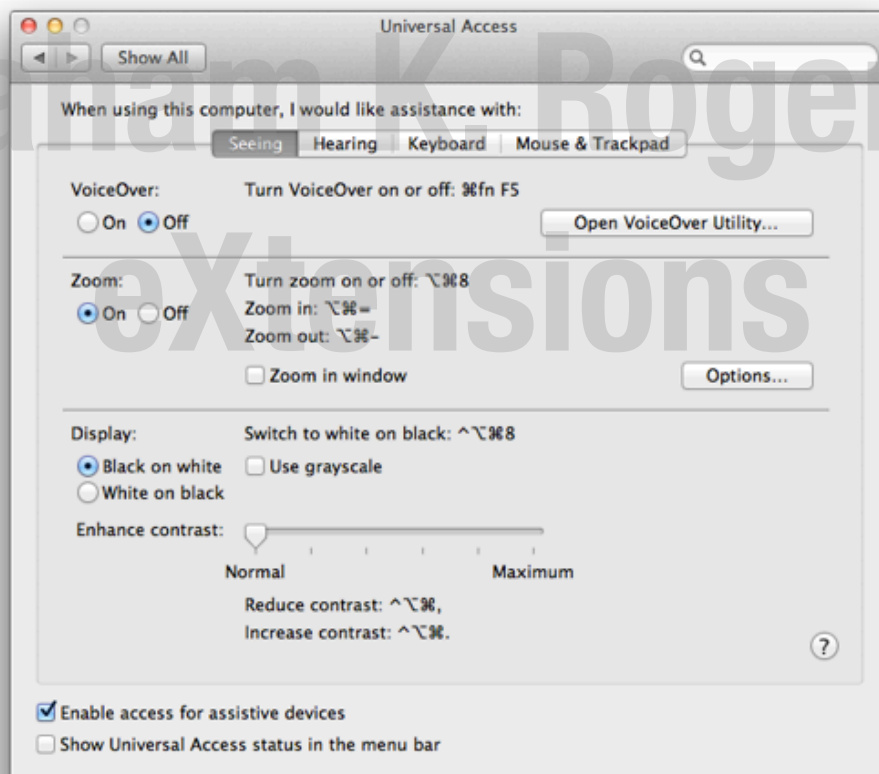 Universal Access
Show All
When using this computer, I would like assistance with:
Seeing Hearing Keyboard Mouse & Trackpad
VoiceOver: Turn VoiceOver on or off: ⌘fn F5
On Off Open VoiceOver Utility...
Zoom: Turn zoom on or off: ⌥⌘8
On Off Zoom in: ⌥⌘=
Zoom out: ⌥⌘-
Zoom in window Options...
Display: Switch to white on black: ^⌥⌘8
Black on white Use grayscale
White on black
Enhance contrast:
Normal Maximum
Reduce contrast: ^⌥⌘,
Increase contrast: ^⌥⌘.
?
Enable access for assistive devices
Show Universal Access status in the menu bar
aham K. Roger
eXtensions